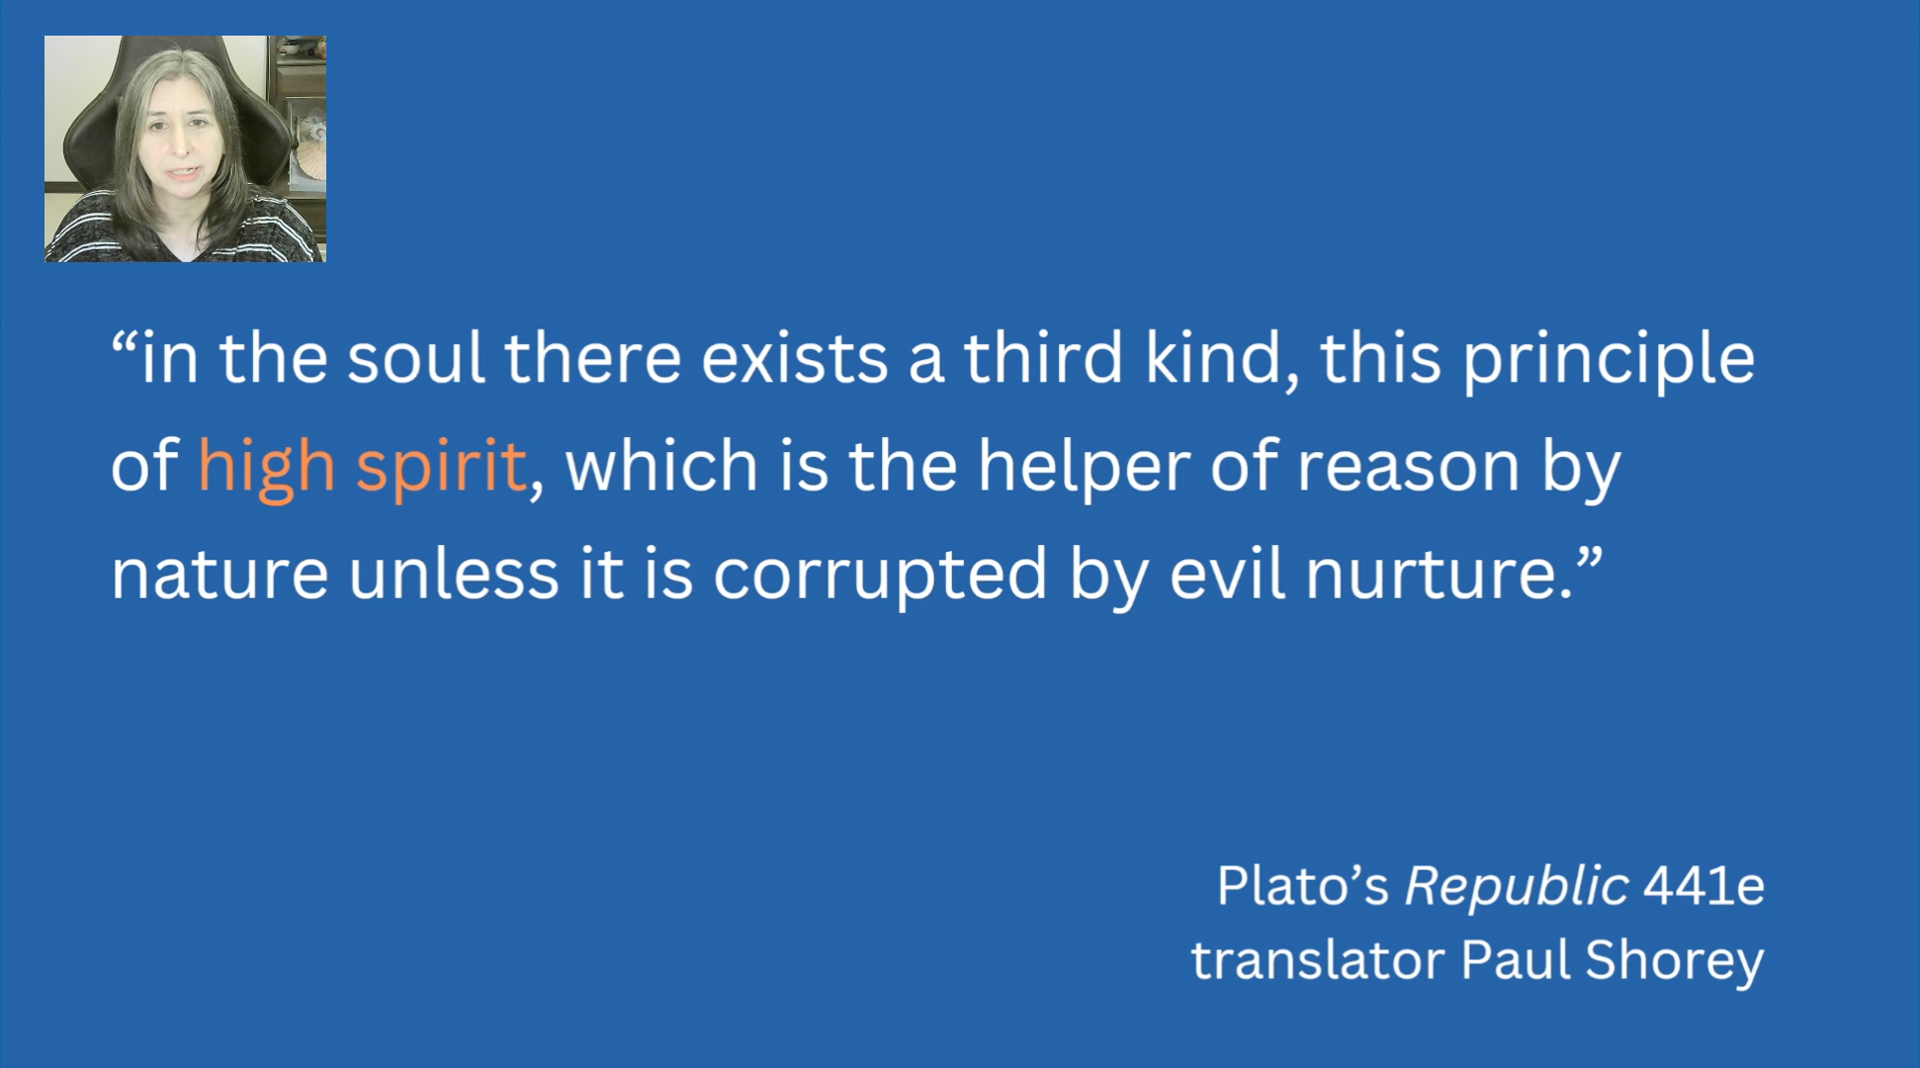 “in the soul there exists a third kind, this principle
of high spirit, which is the helper of reason by
nature unless it is corrupted by evil nurture.”
Plato’s Republic 441e
translator Paul Shorey